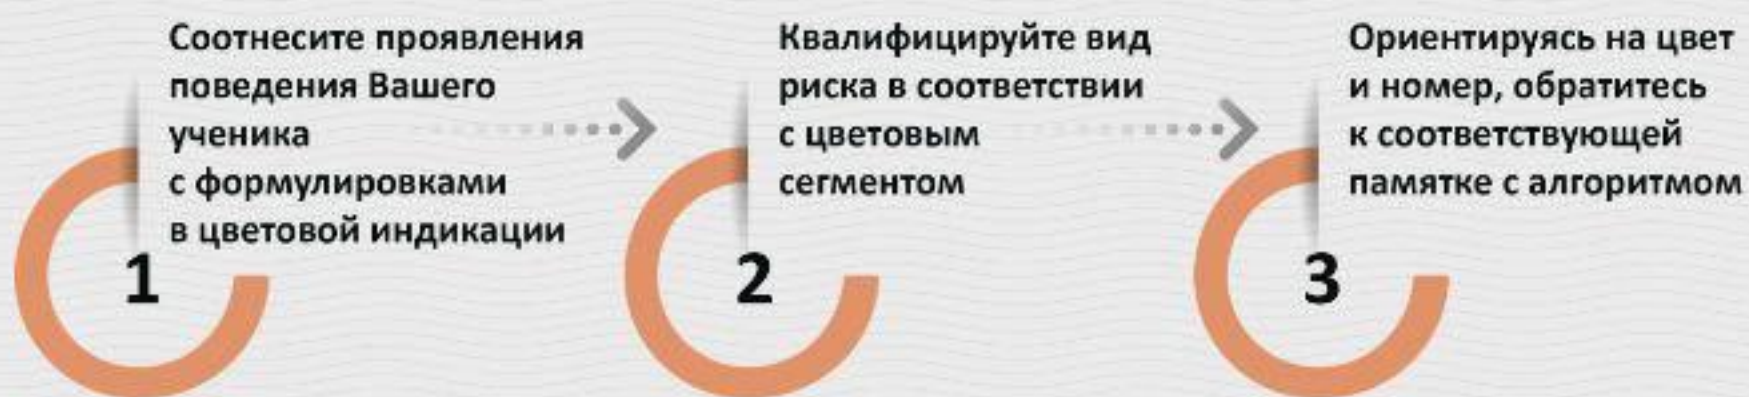 Соотнесите проявления
поведения Вашего
ученика
с формулировками
в цветовой индикации
1
Квалифицируйте вид
риска в соответствии
с цветовым
сегментом
2
Ориентируясь на цвет
и номер, обратитесь
к соответствующей
памятке с алгоритмом
3